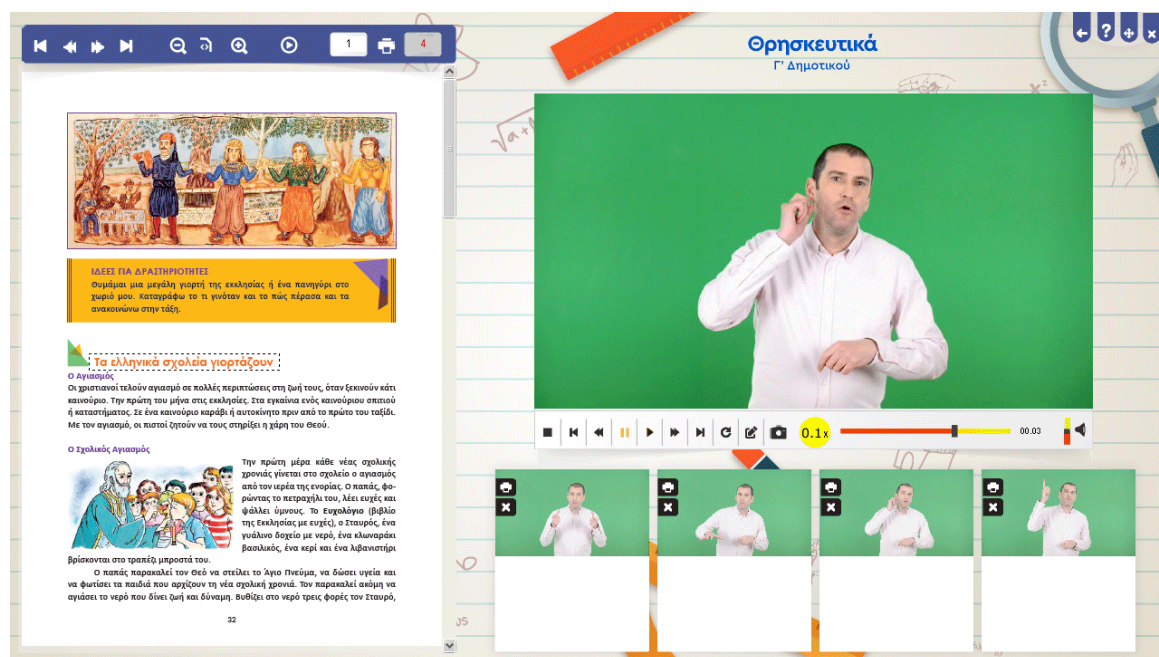 1
4
ΙΔΕΕΣ ΓΙΑ ΔΡΑΣΤΗΡΙΟΤΗΤΕΣ
Θυμάμαι μια μεγάλη γιορτή της εκκλησίας ή ένα πανηγύρι στο
χωριό μου. Καταγράφω το τι γινόταν και το πώς πέρασα και τα
ανακοινώνω στην τάξη.
Τα ελληνικά σχολεία γιορτάζουν
Ο Αγιασμός
Οι χριστιανοί τελούν αγιασμό σε πολλές περιπτώσεις στη ζωή τους, όταν ξεκινούν κάτι
καινούριο. Την πρώτη του μήνα στις εκκλησίες. Στα εγκαίνια ενός καινούριου σπιτιού
ή καταστήματος. Σε ένα καινούριο καράβι ή αυτοκίνητο πριν από το πρώτο του ταξίδι.
Με τον αγιασμό, οι πιστοί ζητούν να τους στηρίξει η χάρη του Θεού.
Ο Σχολικός Αγιασμός
Την πρώτη μέρα κάθε νέας σχολικής
χρονιάς γίνεται στο σχολείο ο αγιασμός
από τον ιερέα της ενορίας. Ο παπάς, φο-
ρώντας το πετραχήλι του, λέει ευχές και
ψάλλει ύμνους. Το Ευχολόγιο (βιβλίο
της Εκκλησίας με ευχές), ο Σταυρός, ένα
γυάλινο δοχείο με νερό, ένα κλωναράκι
βασιλικός, ένα κερί και ένα λιβανιστήρι
βρίσκονται στο τραπέζι μπροστά του.
Ο παπάς παρακαλεί τον Θεό να στείλει το Άγιο Πνεύμα, να δώσει υγεία και
να φωτίσει τα παιδιά που αρχίζουν τη νέα σχολική χρονιά. Τον παρακαλεί ακόμη να
αγιάσει το νερό που δίνει ζωή και δύναμη. Βυθίζει στο νερό τρεις φορές τον Σταυρό,
32
Θρησκευτικά
Γ' Δημοτικού
?
0.1x
00.03